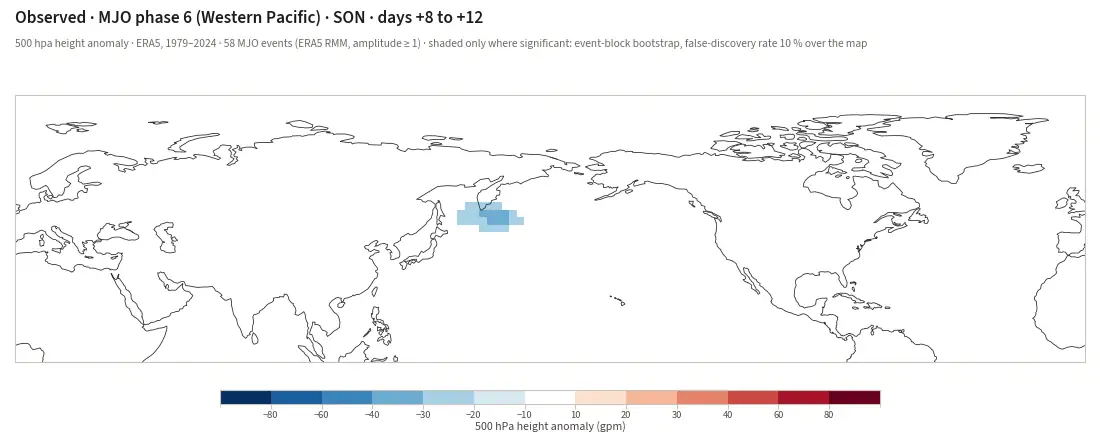 Observed · MJO phase 6 (Western Pacific) · SON · days +8 to +12
500 hpa height anomaly · ERA5, 1979–2024 · 58 MJO events (ERA5 RMM, amplitude ≥ 1) · shaded only where significant: event-block bootstrap, false-discovery rate 10 % over the map
−80 −60 −40 −30 −20 −10 10 20 30 40 60 80
500 hPa height anomaly (gpm)